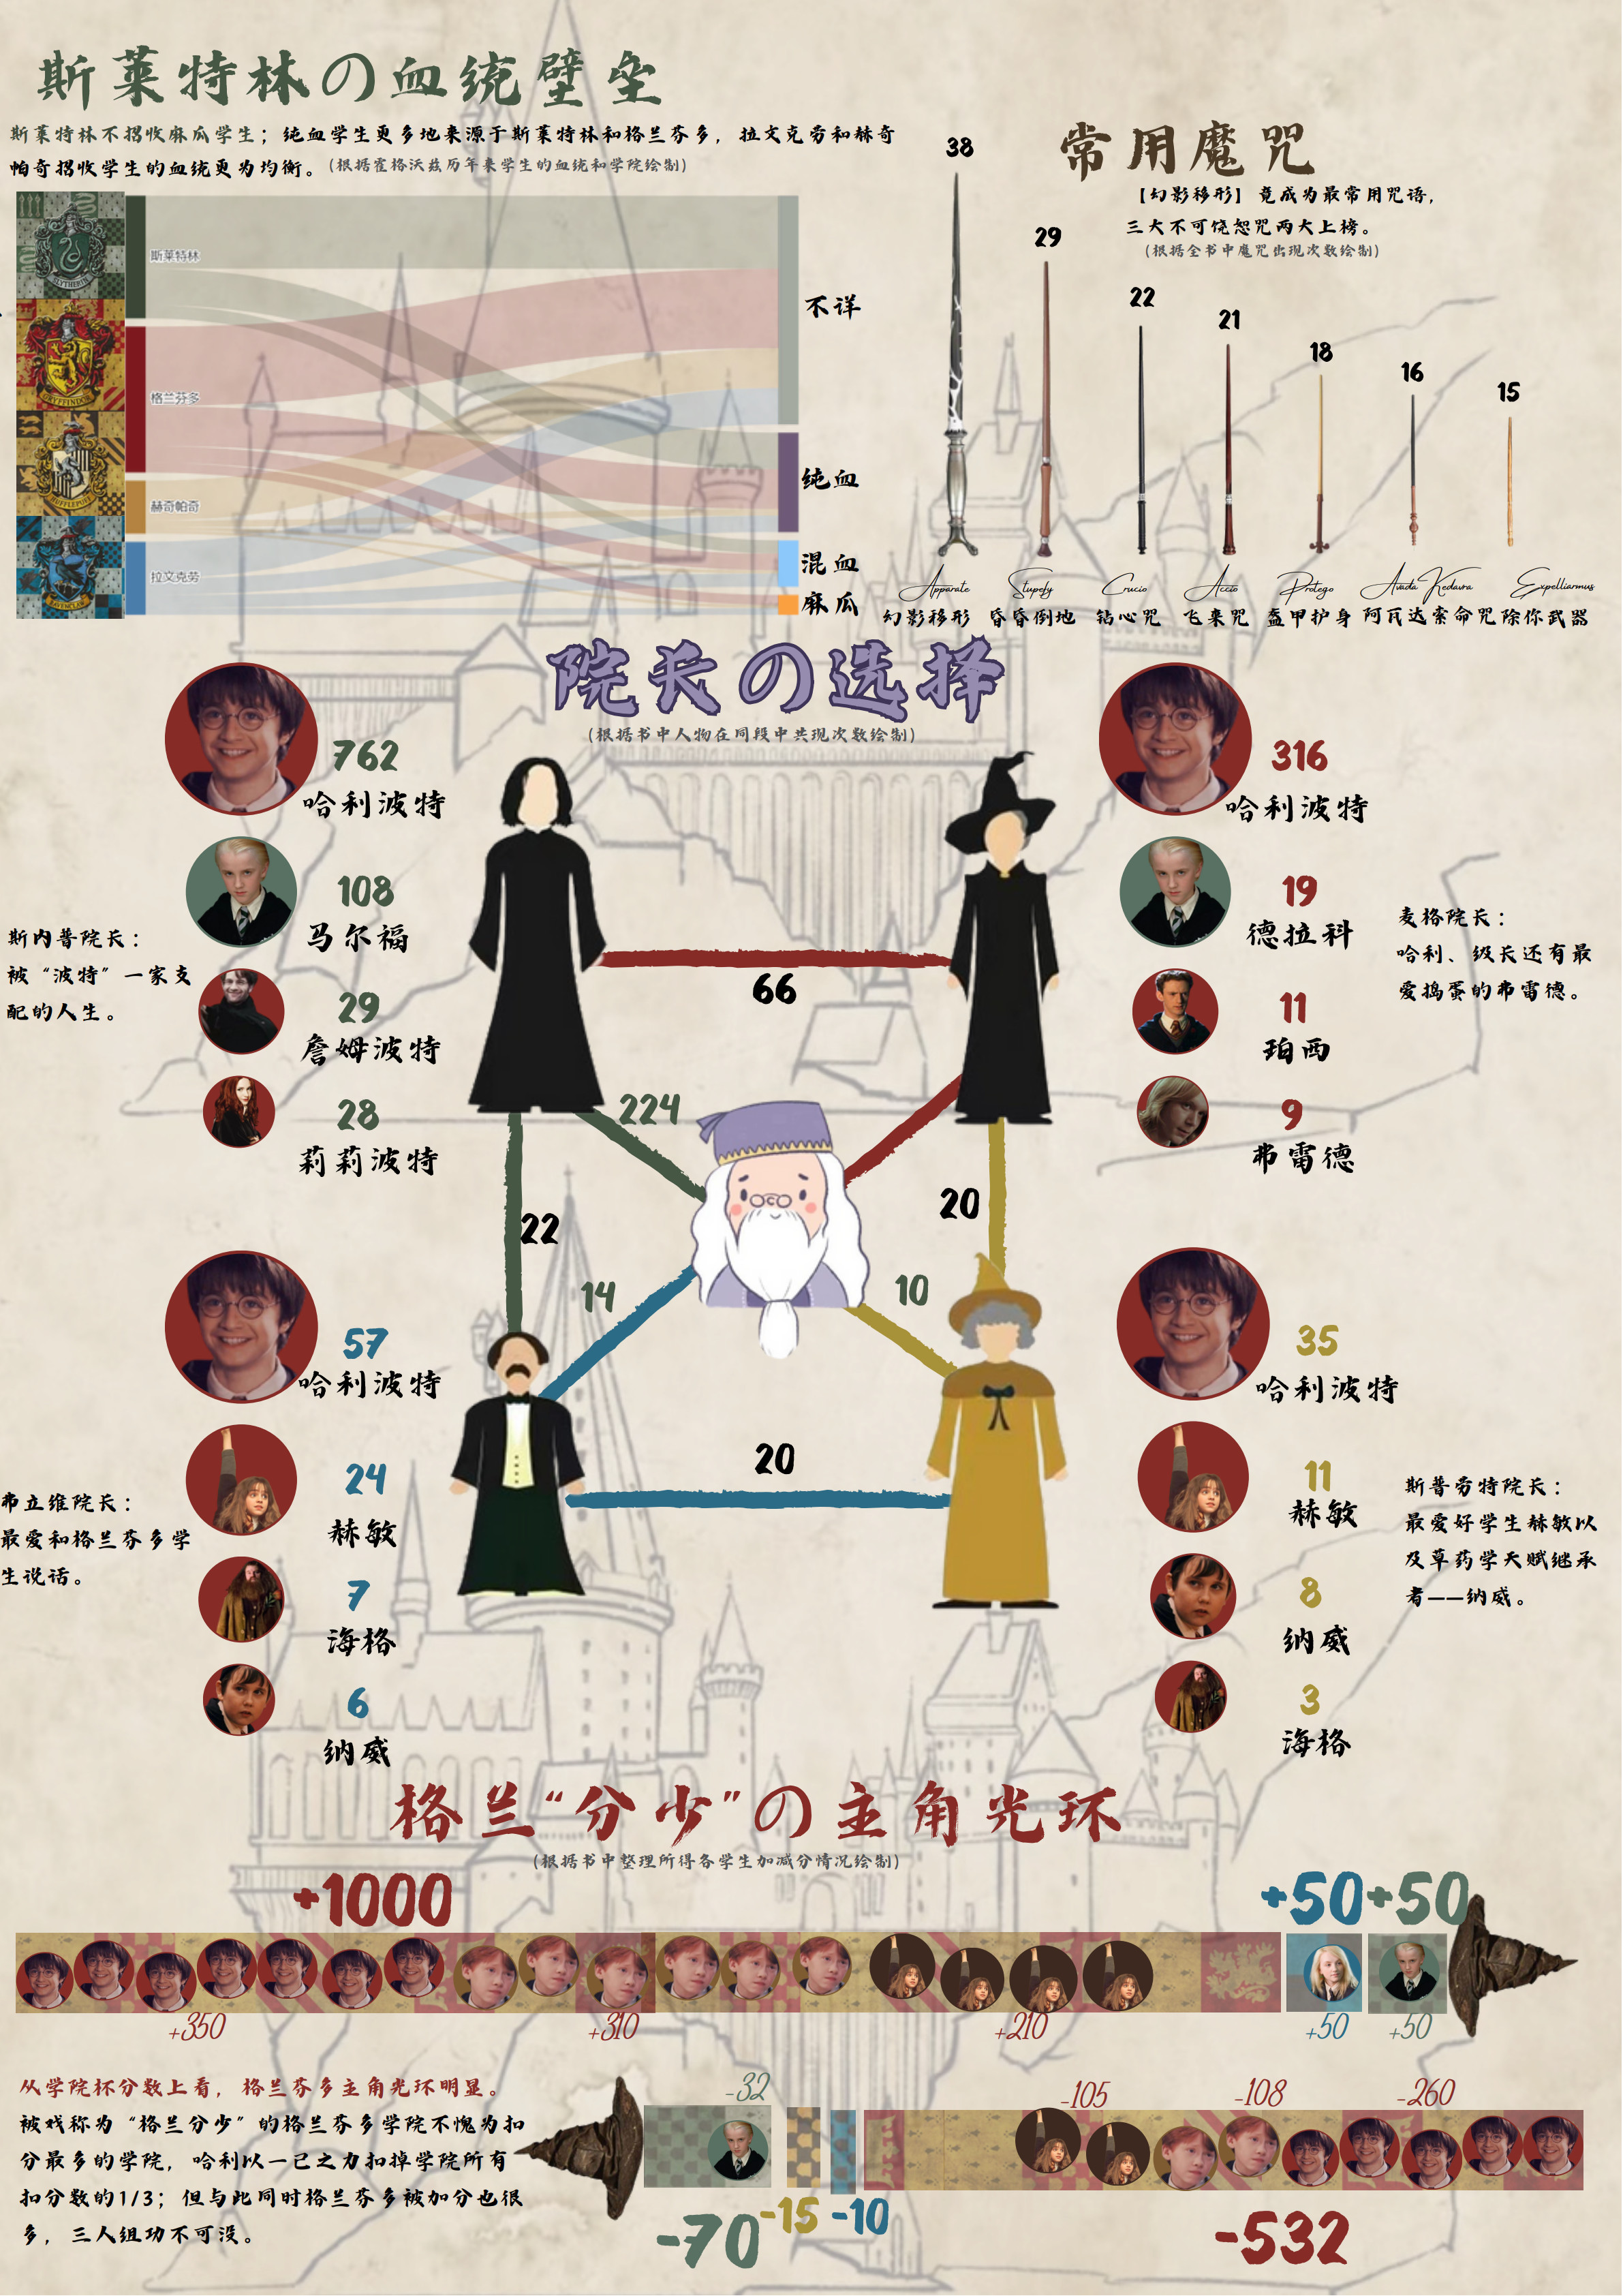 斯莱特林の血统壁垒
斯莱特林不招收麻瓜学生；纯血学生更多地来源于斯莱特林和格兰芬多，拉文克劳和赫奇
帕奇招收学生的血统更为均衡。(根据霍格沃兹历年来学生的血统和学院绘制)
SLYTHERIN
GRYFFINDOR
HUFFLEPUFF
RAVENCLAW
斯莱特林
格兰芬多
赫奇帕奇
拉文克劳
不详
纯血
混血
麻瓜
常用魔咒
【幻影移形】竟成为最常用咒语，
三大不可饶恕咒两大上榜。
(根据全书中魔咒出现次数绘制)
38
29
22
21
18
16
15
Apparate
Stupefy
Crucio
Accio
Protego
Avada Kedavra
Expelliarmus
幻影移形
昏昏倒地
钻心咒
飞来咒
盔甲护身
阿瓦达索命咒
除你武器
院长の选择
(根据书中人物在同段中共现次数绘制)
762
哈利波特
108
马尔福
29
詹姆波特
28
莉莉波特
斯内普院长：
被“波特”一家支
配的人生。
316
哈利波特
19
德拉科
11
珀西
9
弗雷德
麦格院长：
哈利、级长还有最
爱捣蛋的弗雷德。
66
224
22
20
14
10
20
57
哈利波特
24
赫敏
7
海格
6
纳威
弗立维院长：
最爱和格兰芬多学
生说话。
35
哈利波特
11
赫敏
8
纳威
3
海格
斯普劳特院长：
最爱好学生赫敏以
及草药学天赋继承
者——纳威。
格兰“分少”の主角光环
(根据书中整理所得各学生加减分情况绘制)
+1000
+50
+50
+350
+310
+210
+50
+50
从学院杯分数上看，格兰芬多主角光环明显。
被戏称为“格兰分少”的格兰芬多学院不愧为扣
分最多的学院，哈利以一己之力扣掉学院所有
扣分数的1/3；但与此同时格兰芬多被加分也很
多，三人组功不可没。
-32
-105
-108
-260
-70
-15
-10
-532